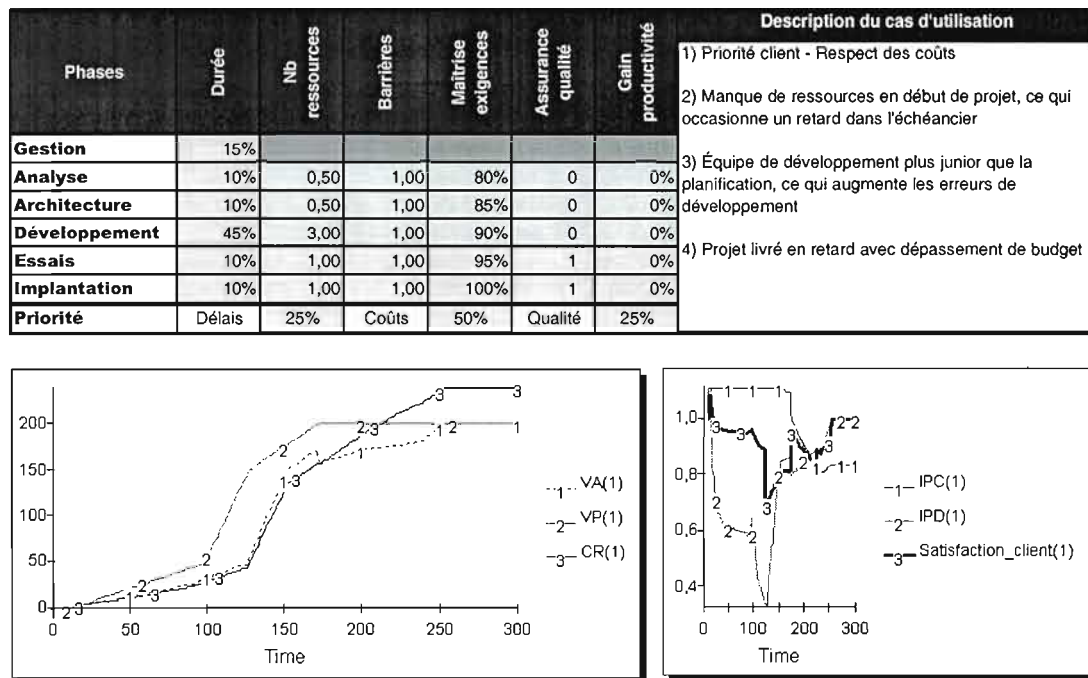 Phases Durée Nb ressources Barrières Maîtrise exigences Assurance qualité Gain productivité
Gestion 15%
Analyse 10% 0,50 1,00 80% 0 0%
Architecture 10% 0,50 1,00 85% 0 0%
Développement 45% 3,00 1,00 90% 0 0%
Essais 10% 1,00 1,00 95% 1 0%
Implantation 10% 1,00 1,00 100% 1 0%
Priorité Délais 25% Coûts 50% Qualité 25%
Description du cas d'utilisation
1) Priorité client - Respect des coûts
2) Manque de ressources en début de projet, ce qui
occasionne un retard dans l'échéancier
3) Équipe de développement plus junior que la
planification, ce qui augmente les erreurs de
développement
4) Projet livré en retard avec dépassement de budget
200
150
100
50
0
0 50 100 150 200 250 300
Time
1 VA(1)
2 VP(1)
3 CR(1)
1,0
0,8
0,6
0,4
0 100 200 300
Time
1 IPC(1)
2 IPD(1)
3 Satisfaction_client(1)